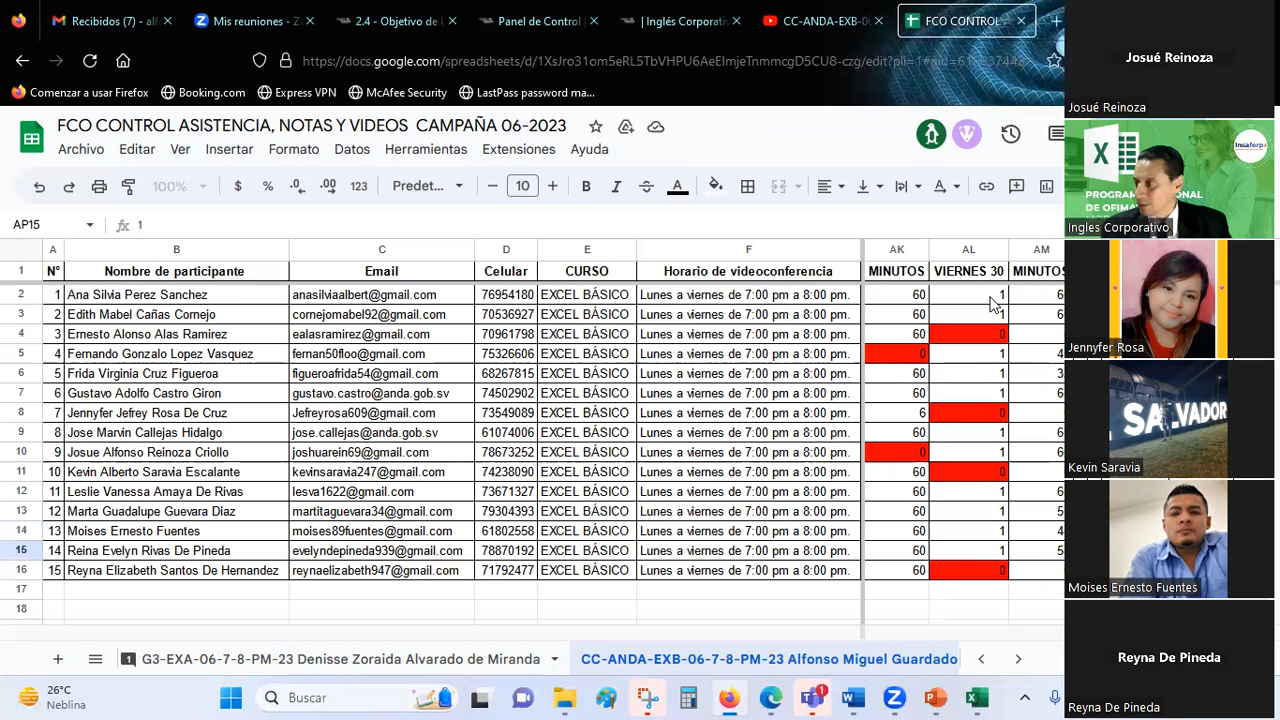 Recibidos (7) - alf
Mis reuniones - Z
2.4 - Objetivo de
Panel de Control |
| Inglés Corporativ
CC-ANDA-EXB-0
FCO CONTROL A
https://docs.google.com/spreadsheets/d/
Comenzar a usar Firefox
Booking.com
Express VPN
McAfee Security
LastPass password ma...
FCO CONTROL ASISTENCIA, NOTAS Y VIDEOS CAMPAÑA 06-2023
Archivo Editar Ver Insertar Formato Datos Herramientas Extensiones Ayuda
100% $ % .0 .00 123 Predet... 10 B I A
AP15 fx 1
A B C D E F AK AL AM
1 N° Nombre de participante Email Celular CURSO Horario de videoconferencia MINUTOS VIERNES 30 MINUTOS
2 1 Ana Silvia Perez Sanchez anasilviaalbert@gmail.com 76954180 EXCEL BÁSICO Lunes a viernes de 7:00 pm a 8:00 pm. 60 1 6
3 2 Edith Mabel Cañas Cornejo cornejomabel92@gmail.com 70536927 EXCEL BÁSICO Lunes a viernes de 7:00 pm a 8:00 pm. 60 1 6
4 3 Ernesto Alonso Alas Ramirez ealasramirez@gmail.com 70961798 EXCEL BÁSICO Lunes a viernes de 7:00 pm a 8:00 pm. 60 0
5 4 Fernando Gonzalo Lopez Vasquez fernan50floo@gmail.com 75326606 EXCEL BÁSICO Lunes a viernes de 7:00 pm a 8:00 pm. 0 1 4
6 5 Frida Virginia Cruz Figueroa figueroafrida54@gmail.com 68267815 EXCEL BÁSICO Lunes a viernes de 7:00 pm a 8:00 pm. 60 1 3
7 6 Gustavo Adolfo Castro Giron gustavo.castro@anda.gob.sv 74502902 EXCEL BÁSICO Lunes a viernes de 7:00 pm a 8:00 pm. 60 1 6
8 7 Jennyfer Jefrey Rosa De Cruz Jefreyrosa609@gmail.com 73549089 EXCEL BÁSICO Lunes a viernes de 7:00 pm a 8:00 pm. 6 0
9 8 Jose Marvin Callejas Hidalgo jose.callejas@anda.gob.sv 61074006 EXCEL BÁSICO Lunes a viernes de 7:00 pm a 8:00 pm. 60 1 6
10 9 Josue Alfonso Reinoza Criollo joshuarein69@gmail.com 78673252 EXCEL BÁSICO Lunes a viernes de 7:00 pm a 8:00 pm. 0 1 6
11 10 Kevin Alberto Saravia Escalante kevinsaravia247@gmail.com 74238090 EXCEL BÁSICO Lunes a viernes de 7:00 pm a 8:00 pm. 60 0
12 11 Leslie Vanessa Amaya De Rivas lesva1622@gmail.com 73671327 EXCEL BÁSICO Lunes a viernes de 7:00 pm a 8:00 pm. 60 1 6
13 12 Marta Guadalupe Guevara Diaz martitaguevara34@gmail.com 79304393 EXCEL BÁSICO Lunes a viernes de 7:00 pm a 8:00 pm. 60 1 5
14 13 Moises Ernesto Fuentes moises89fuentes@gmail.com 61802558 EXCEL BÁSICO Lunes a viernes de 7:00 pm a 8:00 pm. 60 1 4
15 14 Reina Evelyn Rivas De Pineda evelyndepineda939@gmail.com 78870192 EXCEL BÁSICO Lunes a viernes de 7:00 pm a 8:00 pm. 60 1 5
16 15 Reyna Elizabeth Santos De Hernandez reynaelizabeth947@gmail.com 71792477 EXCEL BÁSICO Lunes a viernes de 7:00 pm a 8:00 pm. 60 0
17
18
1 G3-EXA-06-7-8-PM-23 Denisse Zoraida Alvarado de Miranda
CC-ANDA-EXB-06-7-8-PM-23 Alfonso Miguel Guardado
26°C
Neblina
Buscar
Josué Reinoza
Josué Reinoza
Insaforp
Ingles Corporativo
Jennyfer Rosa
SALVADOR
Kevin Saravia
Moises Ernesto Fuentes
Reyna De Pineda
Reyna De Pineda